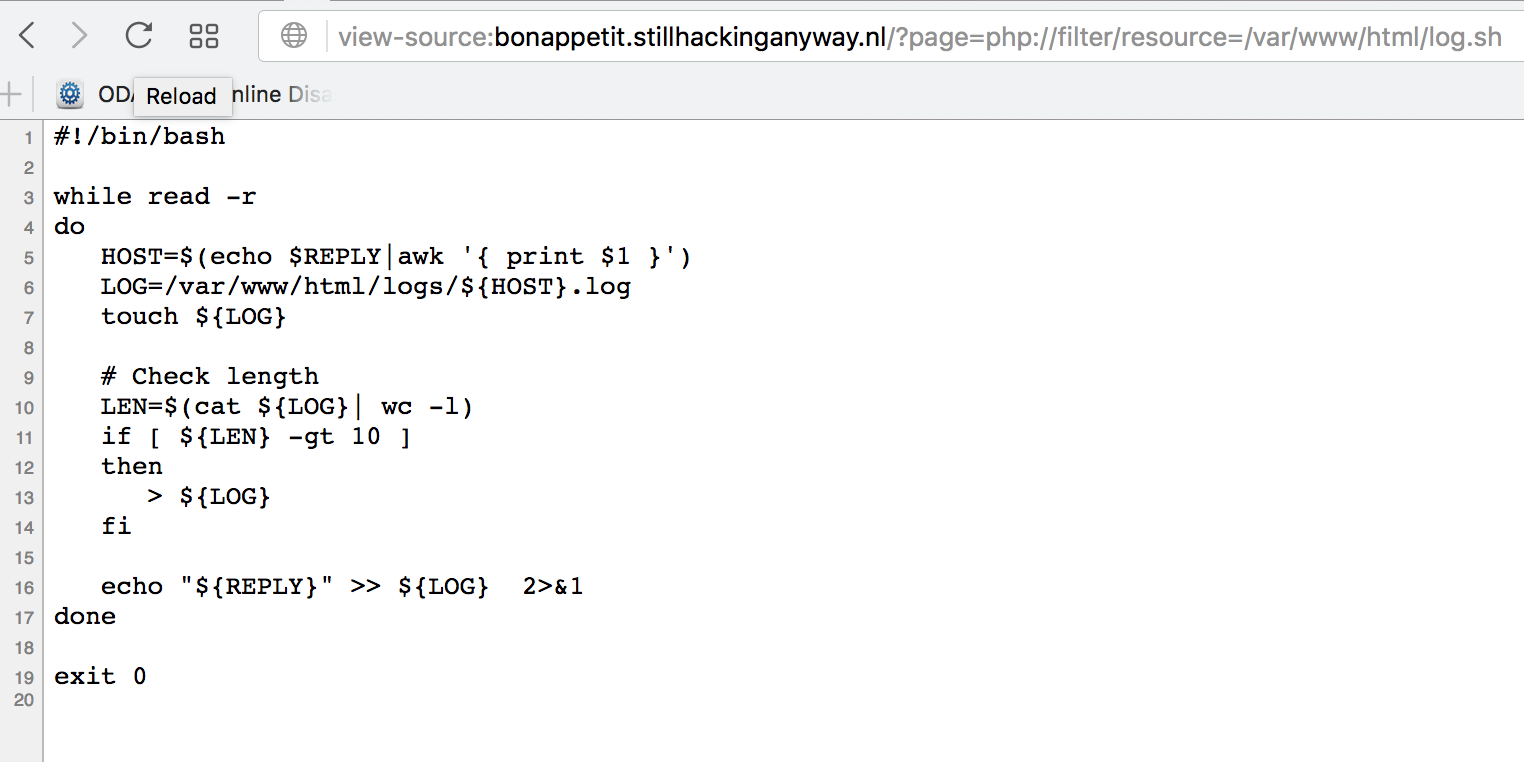 view-source:bonappetit.stillhackinganyway.nl/?page=php://filter/resource=/var/www/html/log.sh
OD
Reload
nline Disa
1 #!/bin/bash
2
3 while read -r
4 do
5    HOST=$(echo $REPLY|awk '{ print $1 }')
6    LOG=/var/www/html/logs/${HOST}.log
7    touch ${LOG}
8
9    # Check length
10    LEN=$(cat ${LOG}| wc -l)
11    if [ ${LEN} -gt 10 ]
12    then
13       > ${LOG}
14    fi
15
16    echo "${REPLY}" >> ${LOG}  2>&1
17 done
18
19 exit 0
20